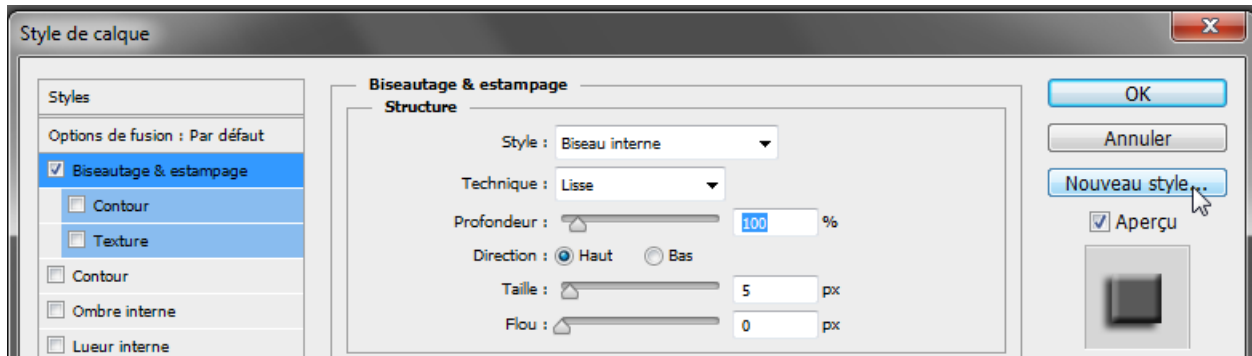 Style de calque
Styles
Options de fusion : Par défaut
Biseautage & estampage
Contour
Texture
Contour
Ombre interne
Lueur interne
Biseautage & estampage
Structure
Style : Biseau interne
Technique : Lisse
Profondeur : 100 %
Direction : Haut Bas
Taille : 5 px
Flou : 0 px
OK
Annuler
Nouveau style...
Aperçu